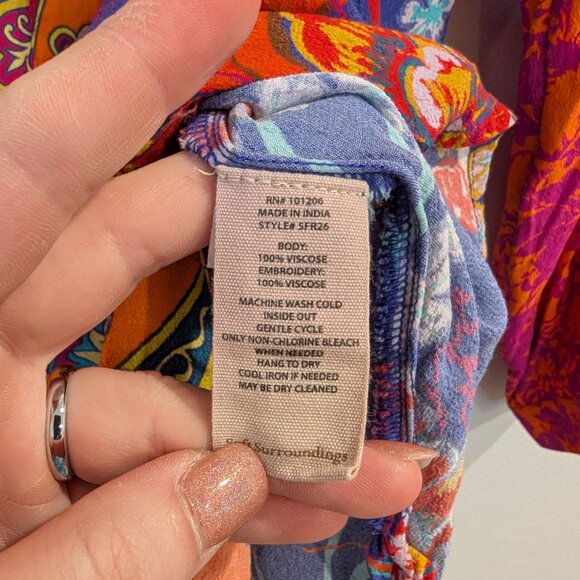 RN# 101206
MADE IN INDIA
STYLE# SFR26
BODY:
100% VISCOSE
EMBROIDERY:
100% VISCOSE
MACHINE WASH COLD
INSIDE OUT
GENTLE CYCLE
ONLY NON-CHLORINE BLEACH
WHEN NEEDED
HANG TO DRY
COOL IRON IF NEEDED
MAY BE DRY CLEANED
Soft Surroundings